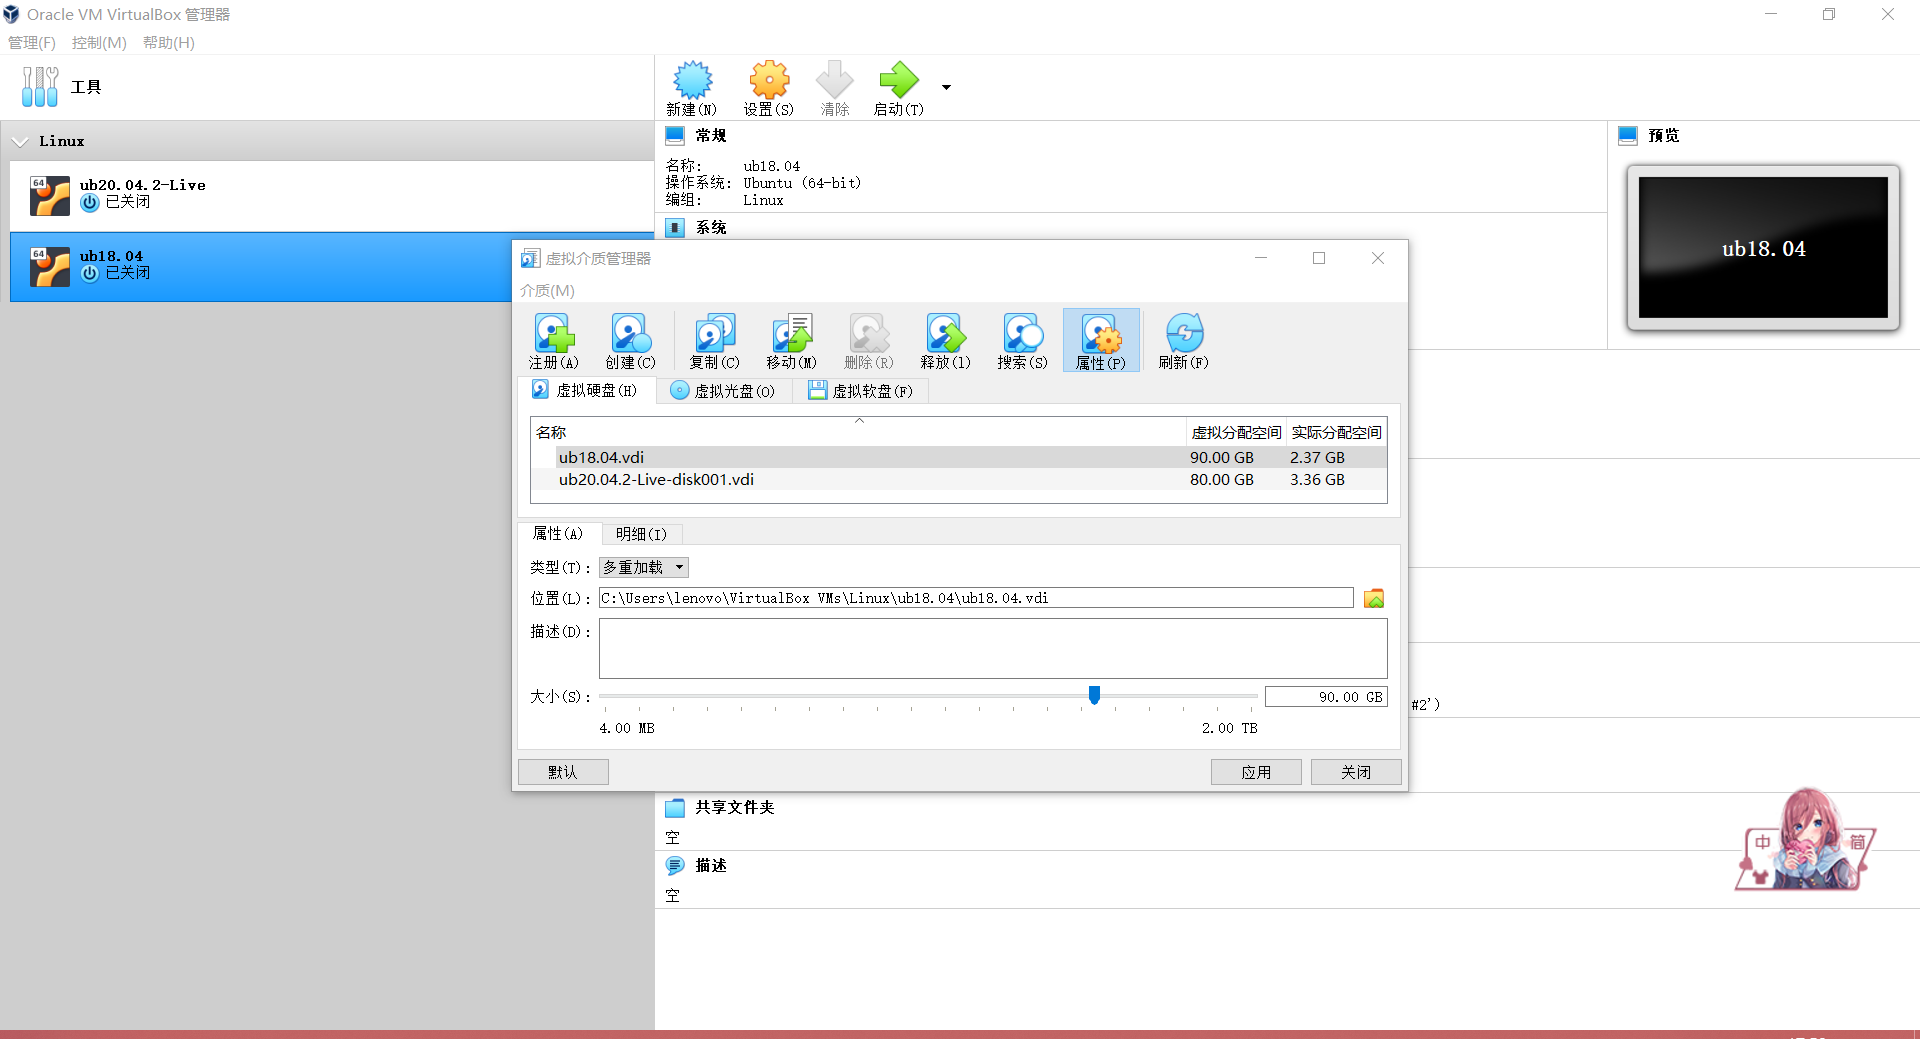 Oracle VM VirtualBox 管理器
管理(F) 控制(M) 帮助(H)
工具
新建(N) 设置(S) 清除 启动(T)
Linux
64 ub20.04.2-Live
已关闭
64 ub18.04
已关闭
常规
名称: ub18.04
操作系统: Ubuntu (64-bit)
编组: Linux
系统
预览
ub18.04
虚拟介质管理器
介质(M)
注册(A) 创建(C) 复制(C) 移动(M) 删除(R) 释放(l) 搜索(S) 属性(P) 刷新(F)
虚拟硬盘(H) 虚拟光盘(O) 虚拟软盘(F)
名称 虚拟分配空间 实际分配空间
ub18.04.vdi 90.00 GB 2.37 GB
ub20.04.2-Live-disk001.vdi 80.00 GB 3.36 GB
属性(A) 明细(I)
类型(T): 多重加载
位置(L): C:\Users\lenovo\VirtualBox VMs\Linux\ub18.04\ub18.04.vdi
描述(D):
大小(S): 90.00 GB
4.00 MB 2.00 TB
默认 应用 关闭
#2')
共享文件夹
空
描述
空
中 简